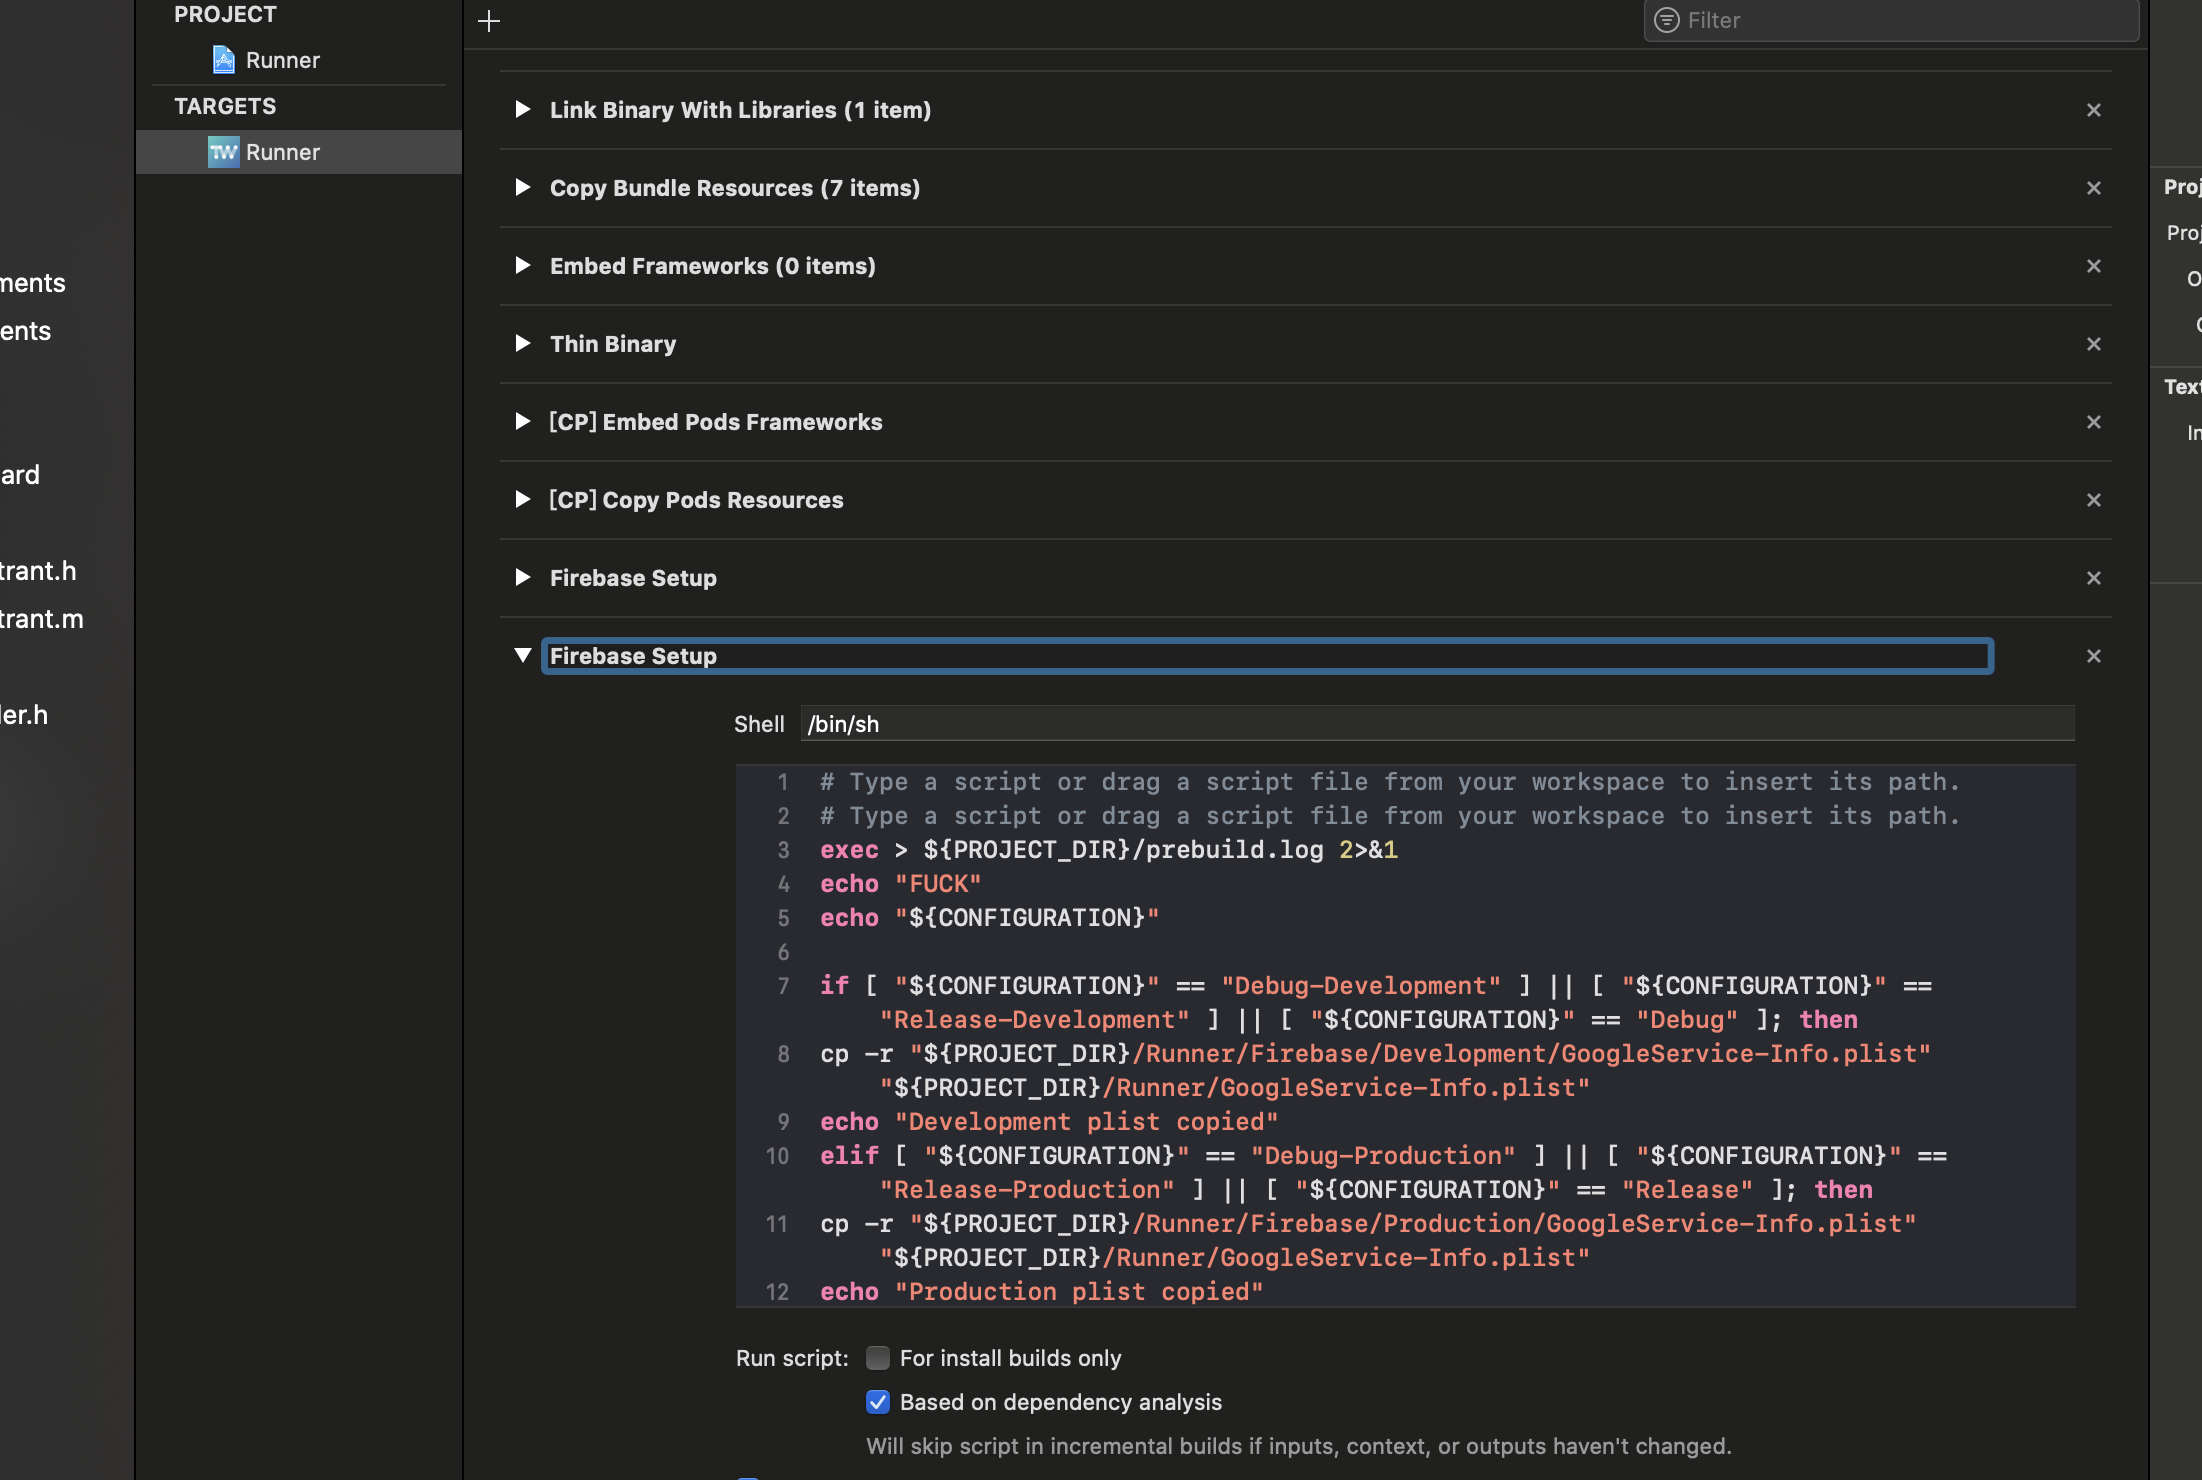 PROJECT
Runner
TARGETS
TW Runner
ments
ents
ard
trant.h
trant.m
ler.h
Filter
Link Binary With Libraries (1 item)
Copy Bundle Resources (7 items)
Embed Frameworks (0 items)
Thin Binary
[CP] Embed Pods Frameworks
[CP] Copy Pods Resources
Firebase Setup
Firebase Setup
Shell /bin/sh
1 # Type a script or drag a script file from your workspace to insert its path.
2 # Type a script or drag a script file from your workspace to insert its path.
3 exec > ${PROJECT_DIR}/prebuild.log 2>&1
4 echo "FUCK"
5 echo "${CONFIGURATION}"
6
7 if [ "${CONFIGURATION}" == "Debug-Development" ] || [ "${CONFIGURATION}" ==
"Release-Development" ] || [ "${CONFIGURATION}" == "Debug" ]; then
8 cp -r "${PROJECT_DIR}/Runner/Firebase/Development/GoogleService-Info.plist"
"${PROJECT_DIR}/Runner/GoogleService-Info.plist"
9 echo "Development plist copied"
10 elif [ "${CONFIGURATION}" == "Debug-Production" ] || [ "${CONFIGURATION}" ==
"Release-Production" ] || [ "${CONFIGURATION}" == "Release" ]; then
11 cp -r "${PROJECT_DIR}/Runner/Firebase/Production/GoogleService-Info.plist"
"${PROJECT_DIR}/Runner/GoogleService-Info.plist"
12 echo "Production plist copied"
Run script: For install builds only
Based on dependency analysis
Will skip script in incremental builds if inputs, context, or outputs haven't changed.
Proj
Proj
O
Text
In